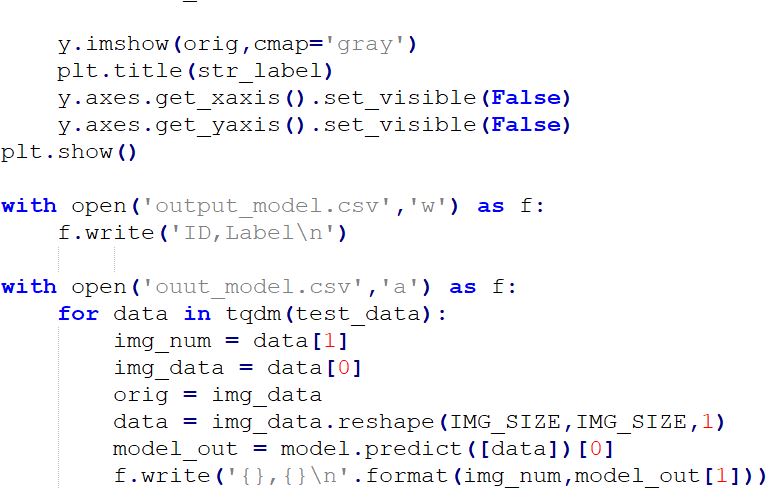 y.imshow(orig,cmap='gray')
    plt.title(str_label)
    y.axes.get_xaxis().set_visible(False)
    y.axes.get_yaxis().set_visible(False)
plt.show()
with open('output_model.csv','w') as f:
    f.write('ID,Label\n')
with open('ouut_model.csv','a') as f:
    for data in tqdm(test_data):
        img_num = data[1]
        img_data = data[0]
        orig = img_data
        data = img_data.reshape(IMG_SIZE,IMG_SIZE,1)
        model_out = model.predict([data])[0]
        f.write('{},{}\n'.format(img_num,model_out[1]))